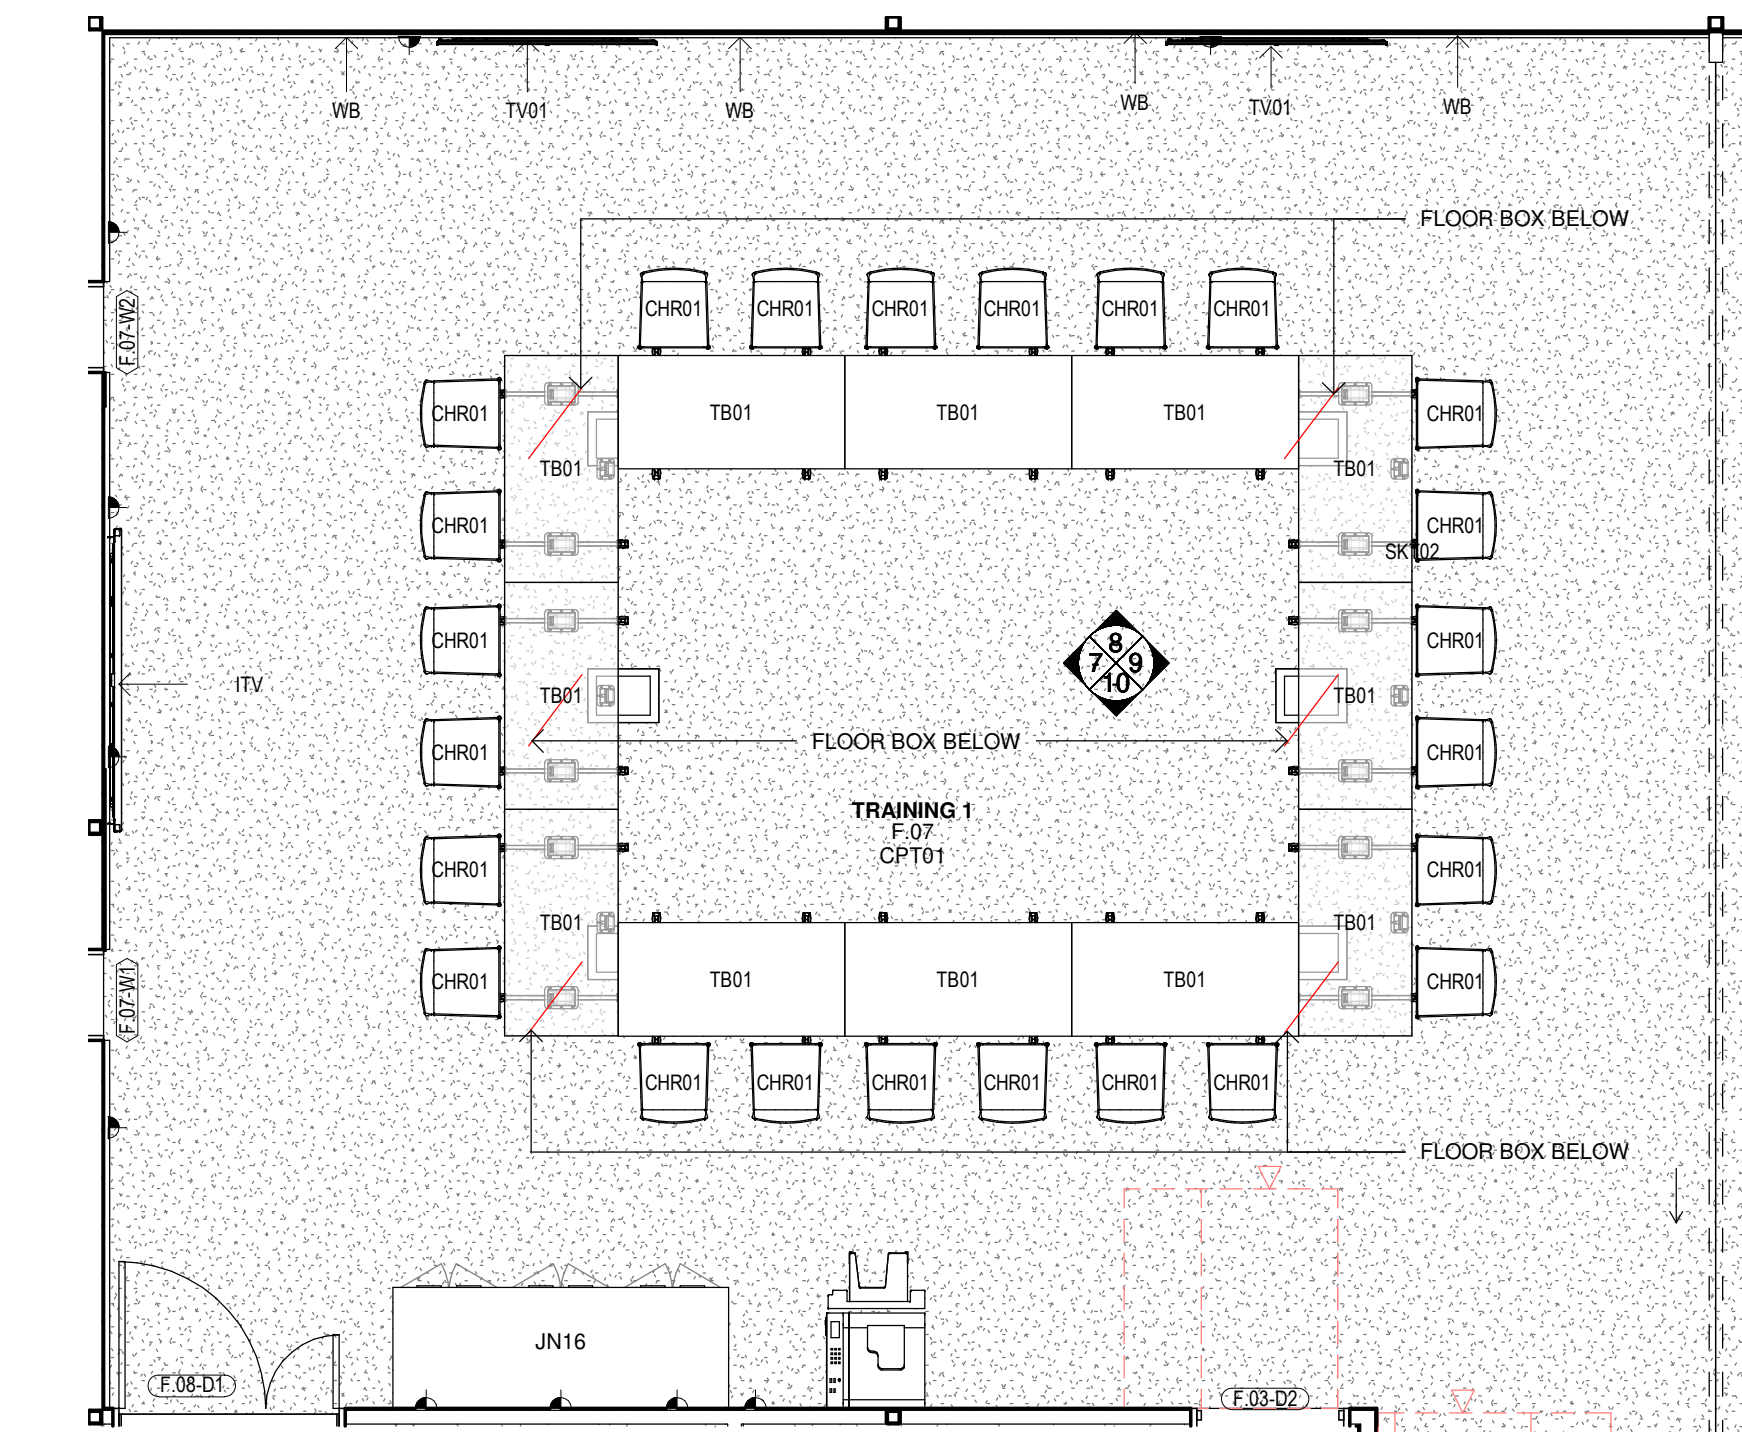 WB
TV01
WB
WB
TV01
WB
FLOOR BOX BELOW
CHR01 CHR01 CHR01 CHR01 CHR01 CHR01
F.07-W2
CHR01 TB01 TB01 TB01 CHR01
TB01 TB01
CHR01 CHR01
SKT02
CHR01 CHR01
8
7 9
10
ITV
TB01 TB01
FLOOR BOX BELOW
CHR01 CHR01
TRAINING 1
F.07
CPT01
CHR01 CHR01
TB01 TB01
CHR01 TB01 TB01 TB01 CHR01
F.07-W1
CHR01 CHR01 CHR01 CHR01 CHR01 CHR01
FLOOR BOX BELOW
JN16
F.08-D1
F.03-D2